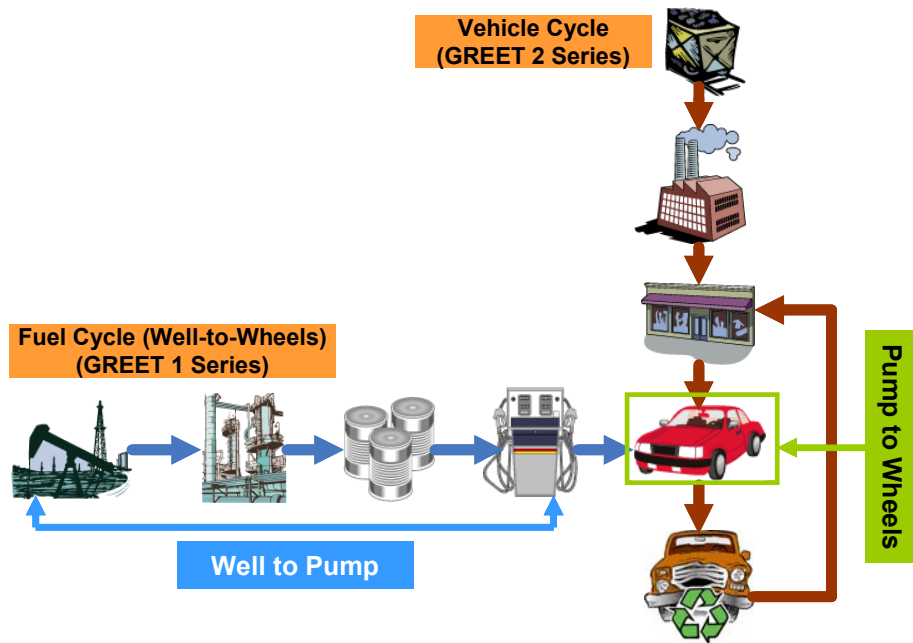 Vehicle Cycle
(GREET 2 Series)
Fuel Cycle (Well-to-Wheels)
(GREET 1 Series)
Pump to Wheels
Well to Pump